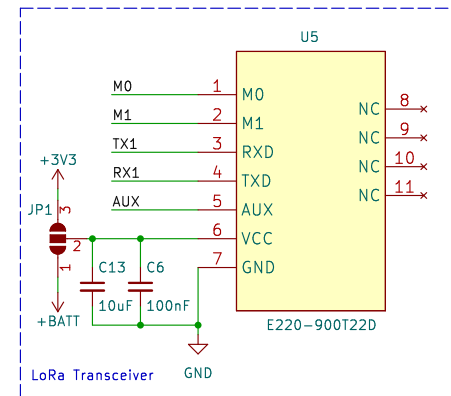 U5
M0 1 M0
M1 2 M1
TX1 3 RXD
RX1 4 TXD
AUX 5 AUX
6 VCC
7 GND
NC 8
NC 9
NC 10
NC 11
+3V3
JP1 3
2
1
+BATT
C13
10uF
C6
100nF
E220-900T22D
GND
LoRa Transceiver